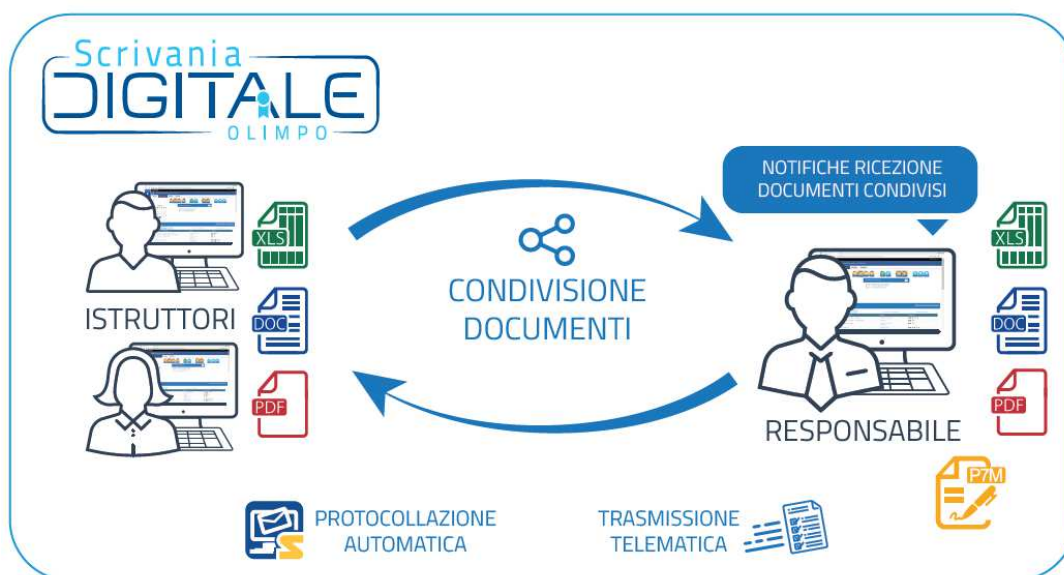 Scrivania
DIGITALE
OLIMPO
NOTIFICHE RICEZIONE
DOCUMENTI CONDIVISI
XLS
DOC
PDF
ISTRUTTORI
CONDIVISIONE
DOCUMENTI
XLS
DOC
PDF
RESPONSABILE
P7M
PROTOCOLLAZIONE
AUTOMATICA
TRASMISSIONE
TELEMATICA